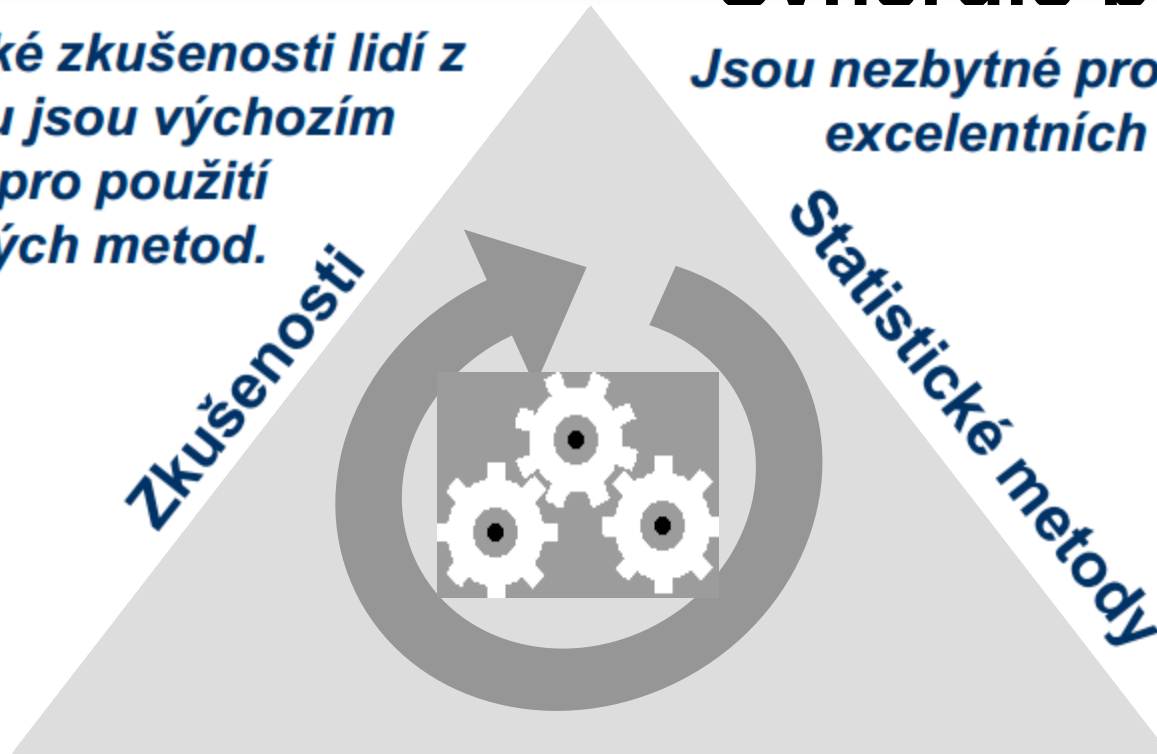 ké zkušenosti lidí z
u jsou výchozím
pro použití
ých metod.
Jsou nezbytné pro
excelentních
Zkušenosti
Statistické metody